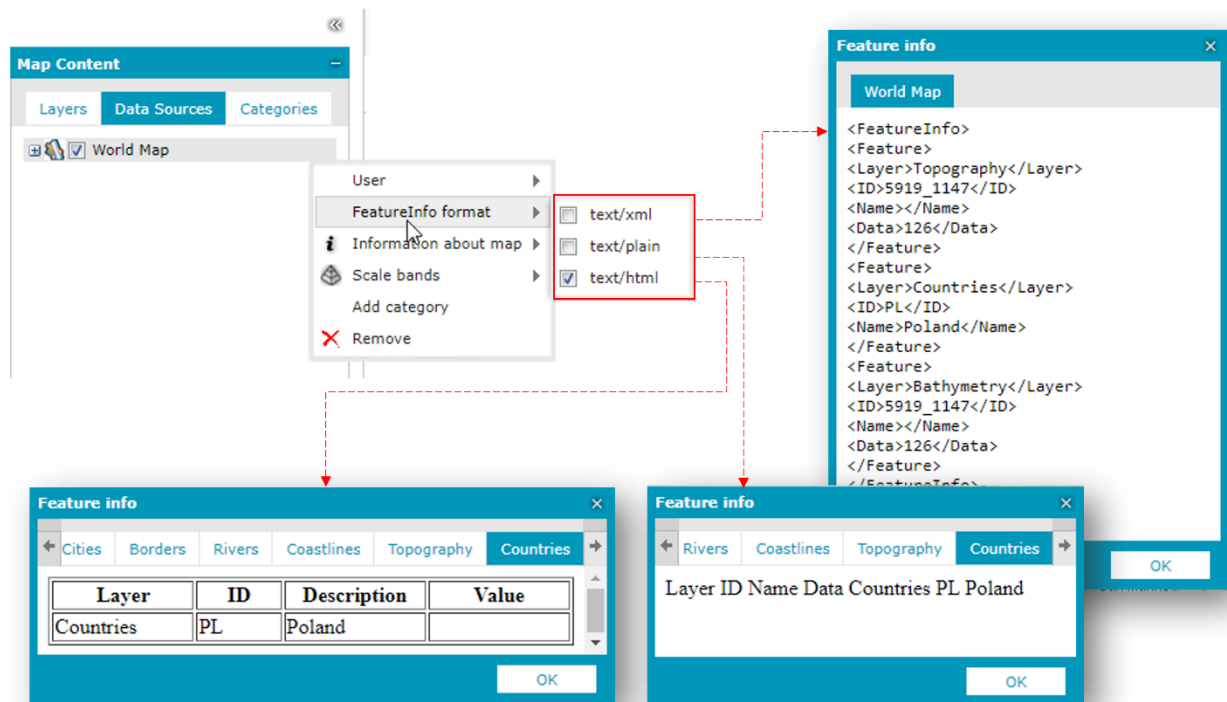 Map Content
Layers Data Sources Categories
World Map
User
FeatureInfo format
Information about map
Scale bands
Add category
Remove
text/xml
text/plain
text/html
Feature info
World Map
<FeatureInfo>
<Feature>
<Layer>Topography</Layer>
<ID>5919_1147</ID>
<Name></Name>
<Data>126</Data>
</Feature>
<Feature>
<Layer>Countries</Layer>
<ID>PL</ID>
<Name>Poland</Name>
</Feature>
<Feature>
<Layer>Bathymetry</Layer>
<ID>5919_1147</ID>
<Name></Name>
<Data>126</Data>
</Feature>
</FeatureInfo>
OK
Feature info
Cities Borders Rivers Coastlines Topography Countries
Layer ID Description Value
Countries PL Poland
OK
Feature info
Rivers Coastlines Topography Countries
Layer ID Name Data Countries PL Poland
OK